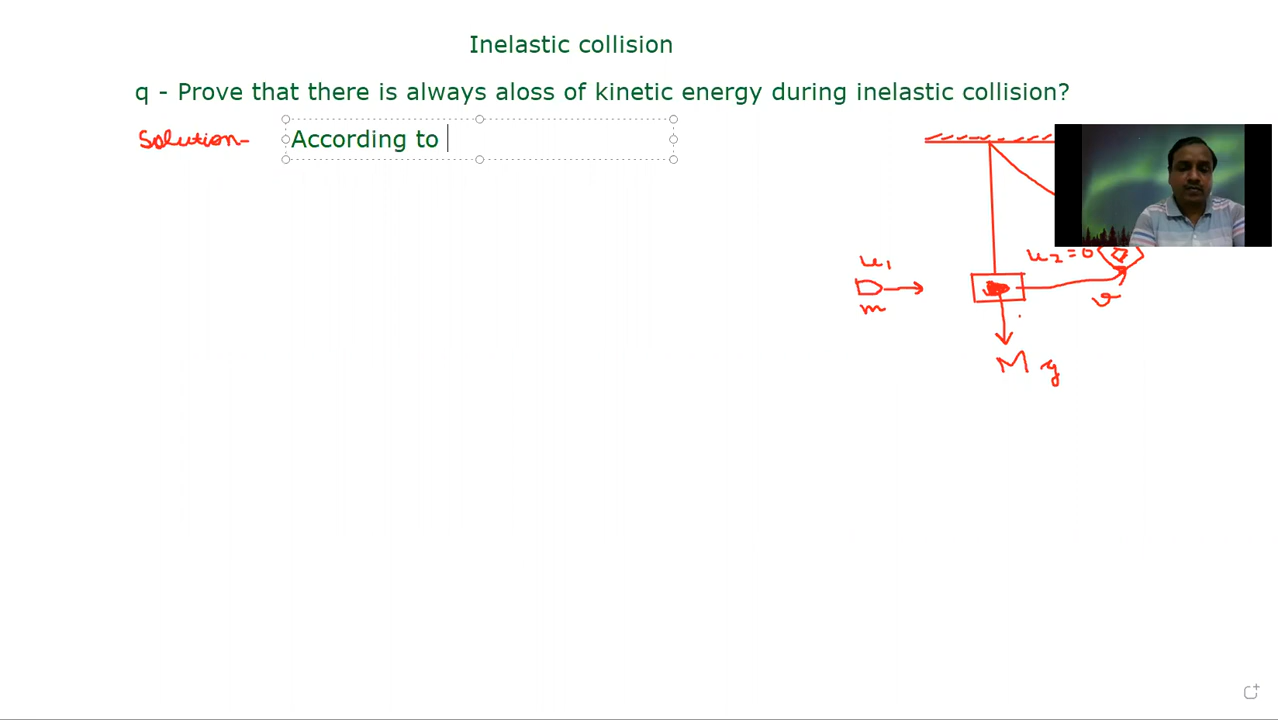 Inelastic collision
q - Prove that there is always aloss of kinetic energy during inelastic collision?
Solution- According to
u₁
m
u₂=0
v
M g